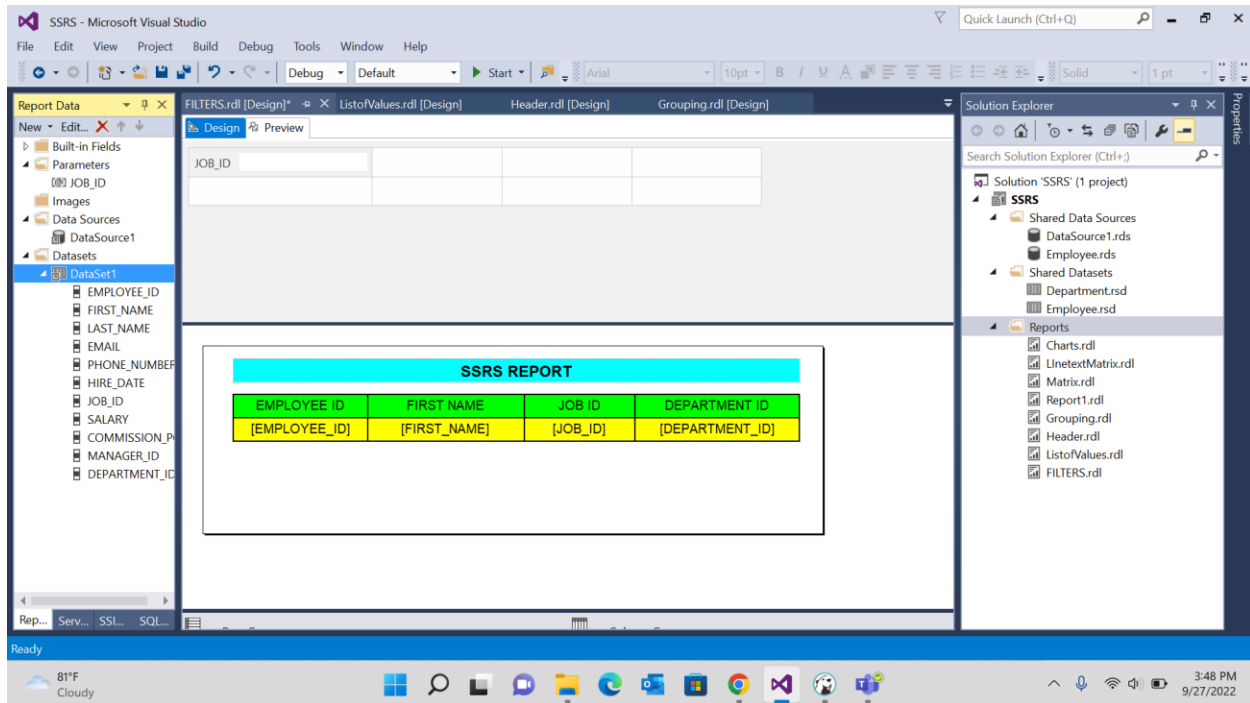 SSRS - Microsoft Visual Studio
Quick Launch (Ctrl+Q)
File Edit View Project Build Debug Tools Window Help
Debug Default Start Arial 10pt B I U A Solid 1 pt
Report Data
New Edit...
Built-in Fields
Parameters
JOB_ID
Images
Data Sources
DataSource1
Datasets
DataSet1
EMPLOYEE_ID
FIRST_NAME
LAST_NAME
EMAIL
PHONE_NUMBER
HIRE_DATE
JOB_ID
SALARY
COMMISSION_P
MANAGER_ID
DEPARTMENT_ID
Rep... Serv... SSI... SQL...
FILTERS.rdl [Design]* ListofValues.rdl [Design] Header.rdl [Design] Grouping.rdl [Design]
Design Preview
JOB_ID
SSRS REPORT
EMPLOYEE ID FIRST NAME JOB ID DEPARTMENT ID
[EMPLOYEE_ID] [FIRST_NAME] [JOB_ID] [DEPARTMENT_ID]
Solution Explorer
Search Solution Explorer (Ctrl+;)
Solution 'SSRS' (1 project)
SSRS
Shared Data Sources
DataSource1.rds
Employee.rds
Shared Datasets
Department.rsd
Employee.rsd
Reports
Charts.rdl
LInetextMatrix.rdl
Matrix.rdl
Report1.rdl
Grouping.rdl
Header.rdl
ListofValues.rdl
FILTERS.rdl
Properties
Ready
81°F
Cloudy
3:48 PM
9/27/2022